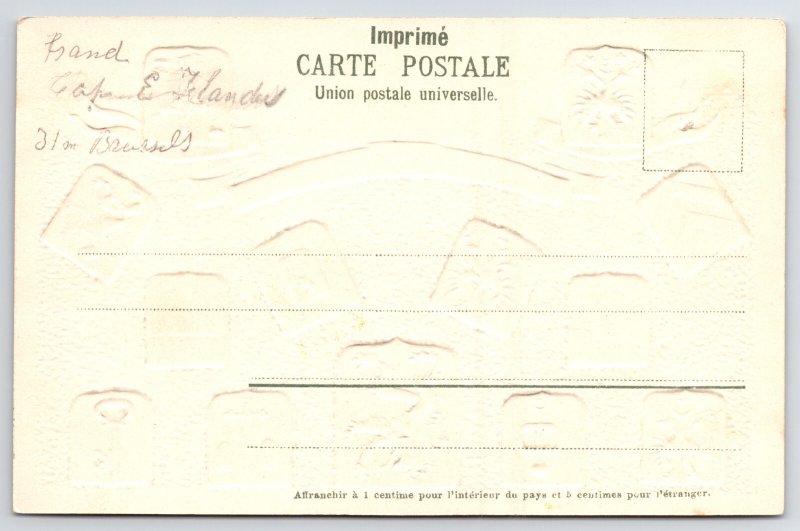 Imprimé
CARTE POSTALE
Union postale universelle.
Gand
Cap E Flanders
31m Brussels
Affranchir à 1 centime pour l'intérieur du pays et 5 centimes pour l'étranger.